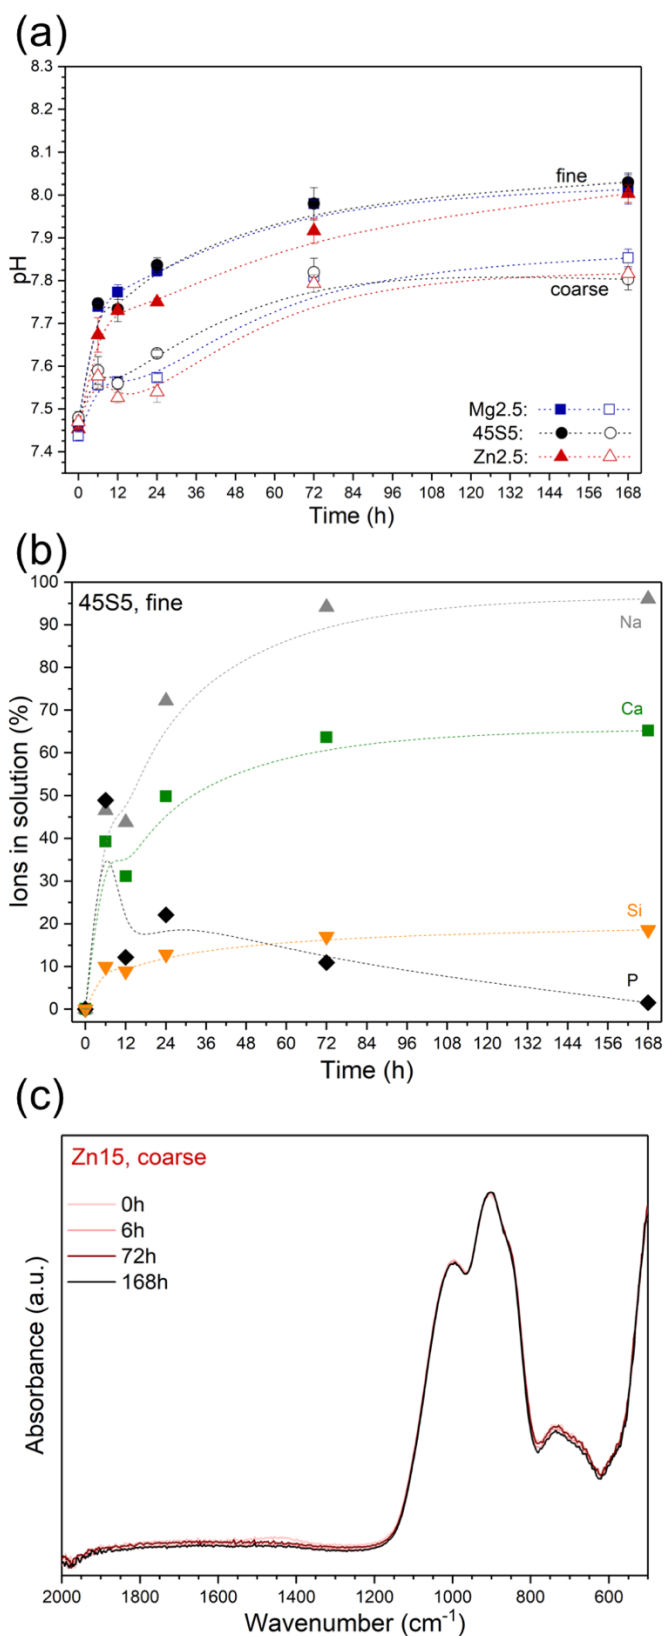 (a)
8.3
8.2
8.1
8.0
7.9
7.8
7.7
7.6
7.5
7.4
pH
fine
coarse
Mg2.5:
45S5:
Zn2.5:
0 12 24 36 48 60 72 84 96 108 120 132 144 156 168
Time (h)
(b)
100
90
80
70
60
50
40
30
20
10
0
Ions in solution (%)
45S5, fine
Na
Ca
Si
P
0 12 24 36 48 60 72 84 96 108 120 132 144 156 168
Time (h)
(c)
Zn15, coarse
0h
6h
72h
168h
Absorbance (a.u.)
2000 1800 1600 1400 1200 1000 800 600
Wavenumber (cm⁻¹)